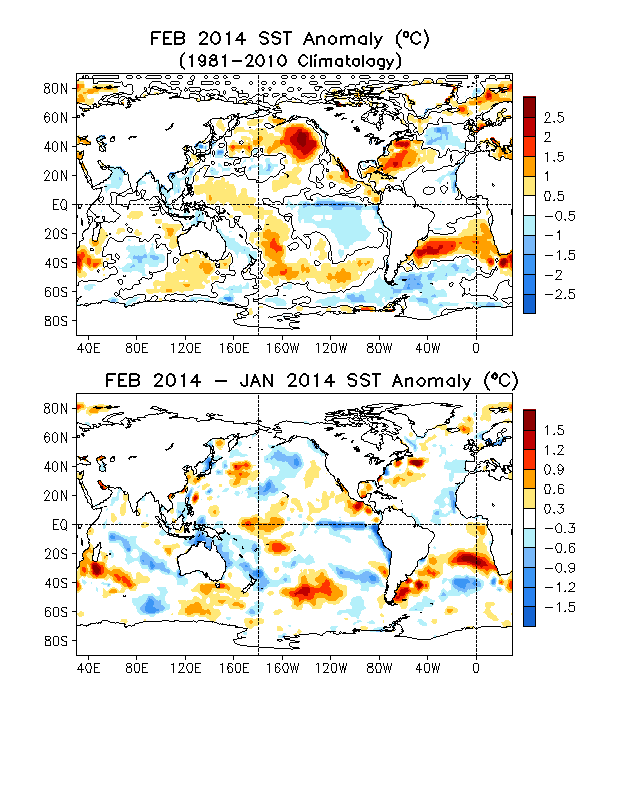 FEB 2014 SST Anomaly (°C)
(1981-2010 Climatology)
80N
60N
40N
20N
EQ
20S
40S
60S
80S
40E 80E 120E 160E 160W 120W 80W 40W 0
2.5
2
1.5
1
0.5
-0.5
-1
-1.5
-2
-2.5
FEB 2014 - JAN 2014 SST Anomaly (°C)
80N
60N
40N
20N
EQ
20S
40S
60S
80S
40E 80E 120E 160E 160W 120W 80W 40W 0
1.5
1.2
0.9
0.6
0.3
-0.3
-0.6
-0.9
-1.2
-1.5